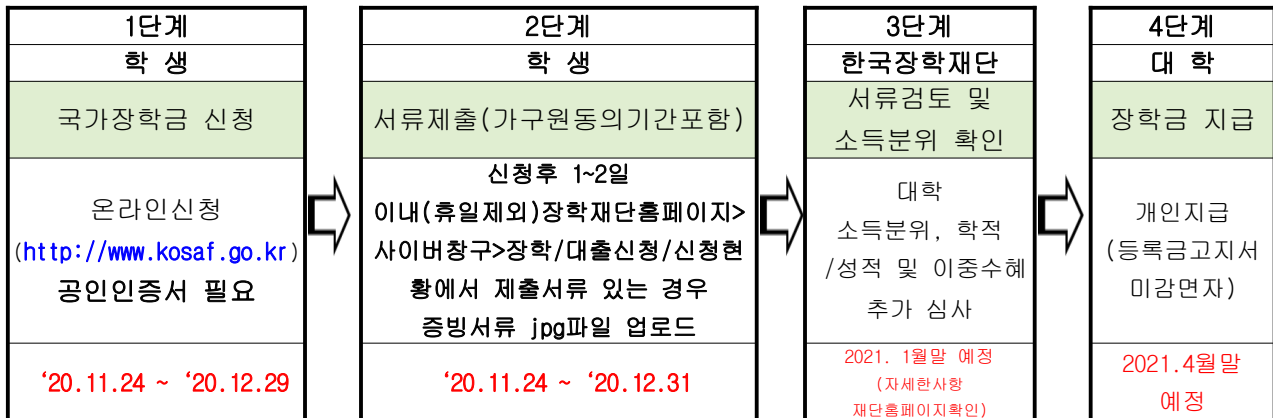 1단계
학 생
국가장학금 신청
온라인신청
(http://www.kosaf.go.kr)
공인인증서 필요
‘20.11.24 ~ ‘20.12.29
2단계
학 생
서류제출(가구원동의기간포함)
신청후 1~2일
이내(휴일제외)장학재단홈페이지>
사이버창구>장학/대출신청/신청현
황에서 제출서류 있는 경우
증빙서류 jpg파일 업로드
‘20.11.24 ~ ‘20.12.31
3단계
한국장학재단
서류검토 및
소득분위 확인
대학
소득분위, 학적
/성적 및 이중수혜
추가 심사
2021. 1월말 예정
(자세한사항
재단홈페이지확인)
4단계
대 학
장학금 지급
개인지급
(등록금고지서
미감면자)
2021.4월말
예정